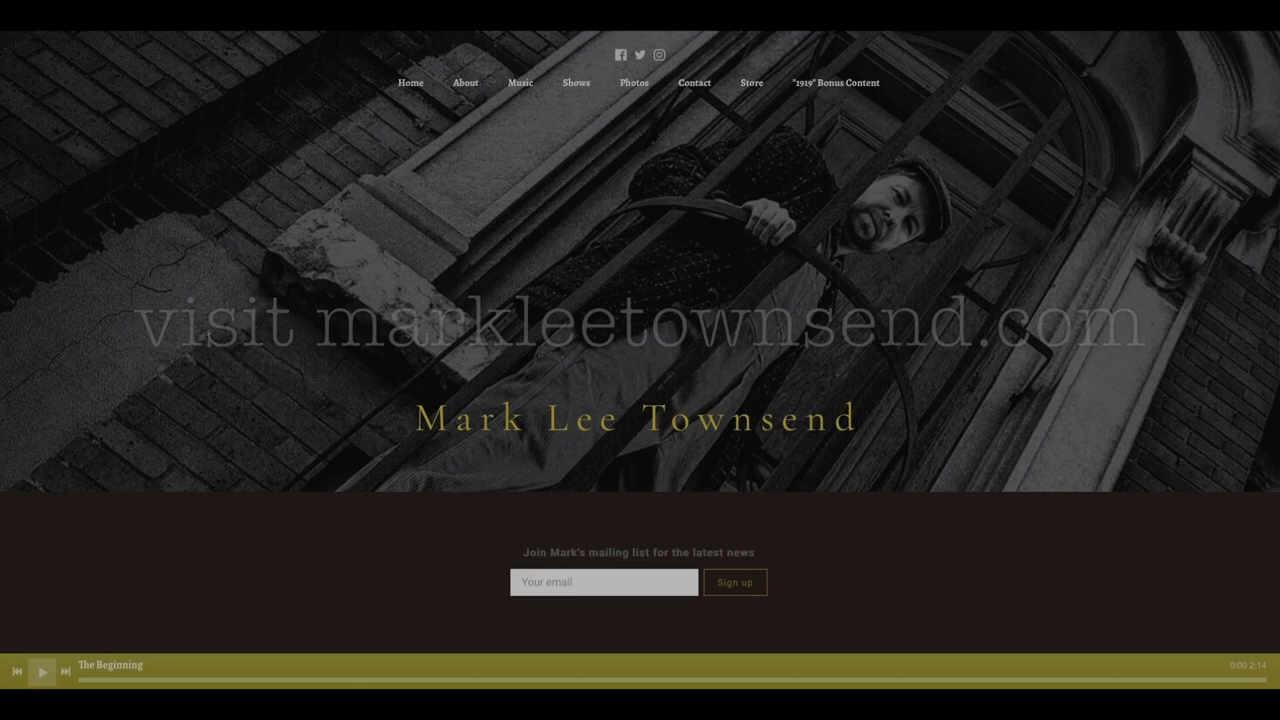 Home About Music Shows Photos Contact Store "1919" Bonus Content
visit markleetownsend.com
Mark Lee Townsend
Join Mark's mailing list for the latest news
Your email Sign up
The Beginning 0:00 2:14